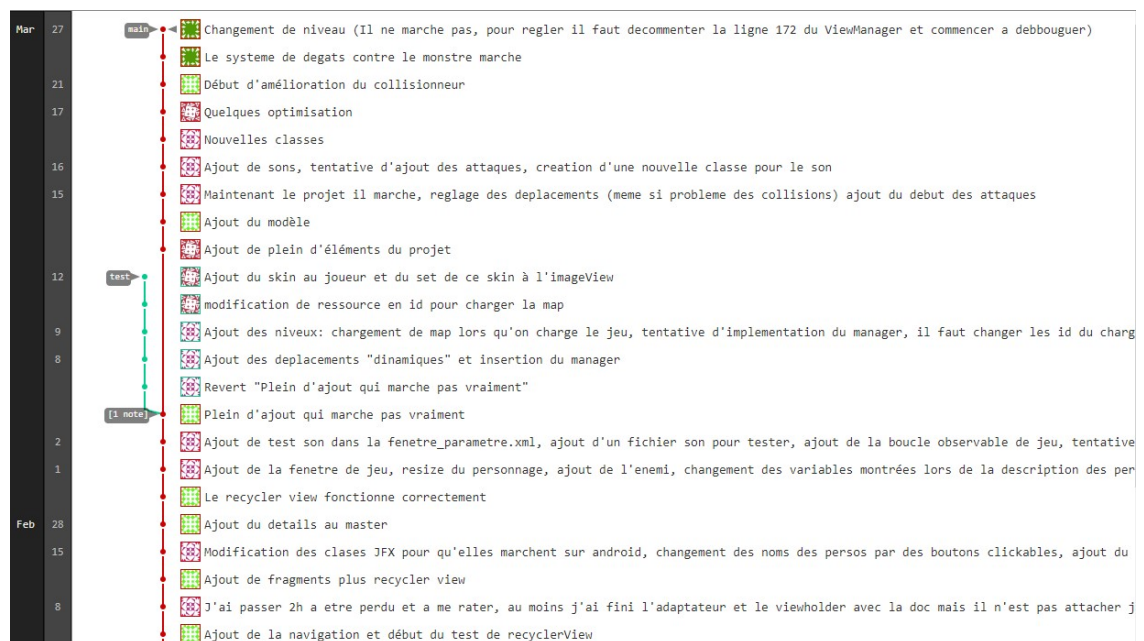 Mar 27 main Changement de niveau (Il ne marche pas, pour regler il faut decommenter la ligne 172 du ViewManager et commencer a debbouguer)
Le systeme de degats contre le monstre marche
21 Début d'amélioration du collisionneur
17 Quelques optimisation
Nouvelles classes
16 Ajout de sons, tentative d'ajout des attaques, creation d'une nouvelle classe pour le son
15 Maintenant le projet il marche, reglage des deplacements (meme si probleme des collisions) ajout du debut des attaques
Ajout du modèle
Ajout de plein d'éléments du projet
12 test Ajout du skin au joueur et du set de ce skin à l'imageView
modification de ressource en id pour charger la map
9 Ajout des niveux: chargement de map lors qu'on charge le jeu, tentative d'implementation du manager, il faut changer les id du charg
8 Ajout des deplacements "dinamiques" et insertion du manager
Revert "Plein d'ajout qui marche pas vraiment"
[1 note] Plein d'ajout qui marche pas vraiment
2 Ajout de test son dans la fenetre_parametre.xml, ajout d'un fichier son pour tester, ajout de la boucle observable de jeu, tentative
1 Ajout de la fenetre de jeu, resize du personnage, ajout de l'enemi, changement des variables montrées lors de la description des per
Le recycler view fonctionne correctement
Feb 28 Ajout du details au master
15 Modification des clases JFX pour qu'elles marchent sur android, changement des noms des persos par des boutons clickables, ajout du
Ajout de fragments plus recycler view
8 J'ai passer 2h a etre perdu et a me rater, au moins j'ai fini l'adaptateur et le viewholder avec la doc mais il n'est pas attacher j
Ajout de la navigation et début du test de recyclerView